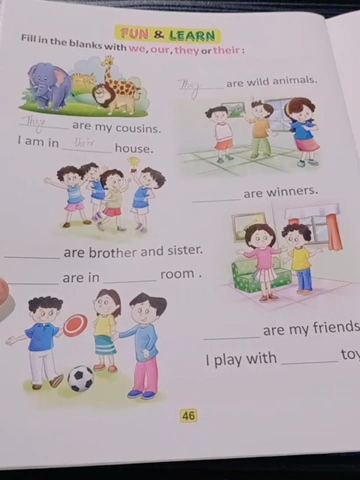 FUN & LEARN
Fill in the blanks with we, our, they or their :
They are wild animals.
They are my cousins.
I am in their house.
are winners.
are brother and sister.
are in room .
are my friends
I play with toy
46